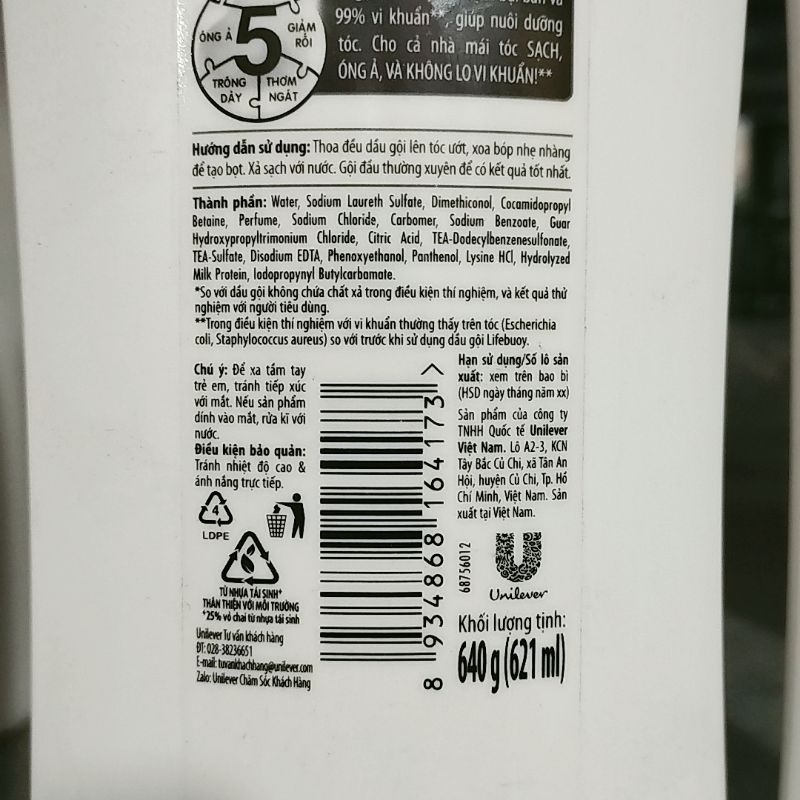 99% vi khuẩn**, giúp nuôi dưỡng
tóc. Cho cả nhà mái tóc SẠCH,
ÓNG Ả, VÀ KHÔNG LO VI KHUẨN!**
ÓNG Ả
5
GIẢM
RỐI
TRÔNG
DÀY
THƠM
NGÁT
Hướng dẫn sử dụng: Thoa đều dầu gội lên tóc ướt, xoa bóp nhẹ nhàng
để tạo bọt. Xả sạch với nước. Gội đầu thường xuyên để có kết quả tốt nhất.
Thành phần: Water, Sodium Laureth Sulfate, Dimethiconol, Cocamidopropyl
Betaine, Perfume, Sodium Chloride, Carbomer, Sodium Benzoate, Guar
Hydroxypropyltrimonium Chloride, Citric Acid, TEA-Dodecylbenzenesulfonate,
TEA-Sulfate, Disodium EDTA, Phenoxyethanol, Panthenol, Lysine HCl, Hydrolyzed
Milk Protein, Iodopropynyl Butylcarbamate.
*So với dầu gội không chứa chất xả trong điều kiện thí nghiệm, và kết quả thử
nghiệm với người tiêu dùng.
**Trong điều kiện thí nghiệm với vi khuẩn thường thấy trên tóc (Escherichia
coli, Staphylococcus aureus) so với trước khi sử dụng dầu gội Lifebuoy.
Chú ý: Để xa tầm tay
trẻ em, tránh tiếp xúc
với mắt. Nếu sản phẩm
dính vào mắt, rửa kĩ với
nước.
Điều kiện bảo quản:
Tránh nhiệt độ cao &
ánh nắng trực tiếp.
4
LDPE
TỪ NHỰA TÁI SINH⁺
THÂN THIỆN VỚI MÔI TRƯỜNG
⁺25% vỏ chai từ nhựa tái sinh
Unilever Tư vấn khách hàng
ĐT: 028-38236651
E-mail: tuvankhachhang@unilever.com
Zalo: Unilever Chăm Sóc Khách Hàng
8 934868 164173 >
Hạn sử dụng/Số lô sản
xuất: xem trên bao bì
(HSD ngày tháng năm xx)
Sản phẩm của công ty
TNHH Quốc tế Unilever
Việt Nam. Lô A2-3, KCN
Tây Bắc Củ Chi, xã Tân An
Hội, huyện Củ Chi, Tp. Hồ
Chí Minh, Việt Nam. Sản
xuất tại Việt Nam.
68756012
Unilever
Khối lượng tịnh:
640 g (621 ml)